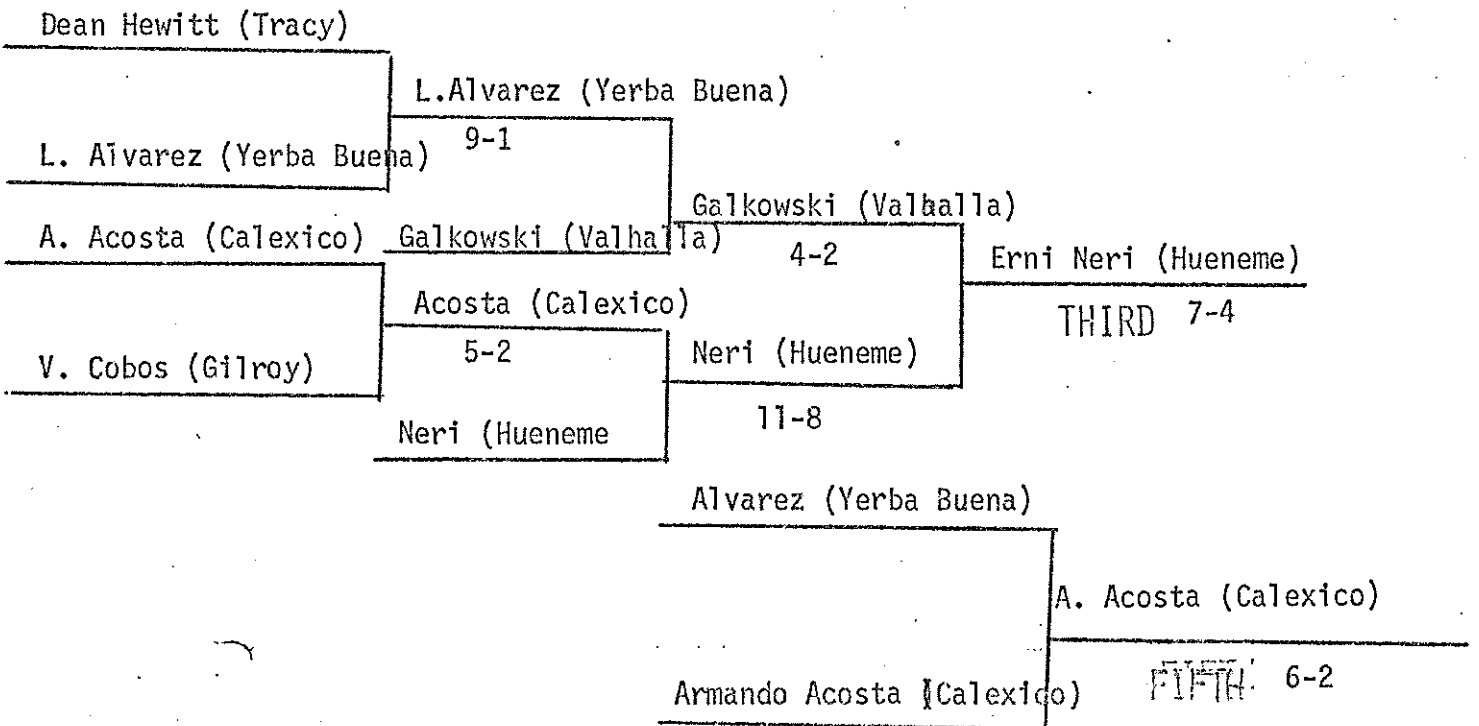 Dean Hewitt (Tracy)
L.Alvarez (Yerba Buena)
9-1
L. Alvarez (Yerba Buena)
Galkowski (Valhalla)
A. Acosta (Calexico)
Galkowski (Valhalla)
4-2
Erni Neri (Hueneme)
Acosta (Calexico)
THIRD 7-4
5-2
Neri (Hueneme)
V. Cobos (Gilroy)
11-8
Neri (Hueneme
Alvarez (Yerba Buena)
A. Acosta (Calexico)
Armando Acosta (Calexico)
FIFTH 6-2